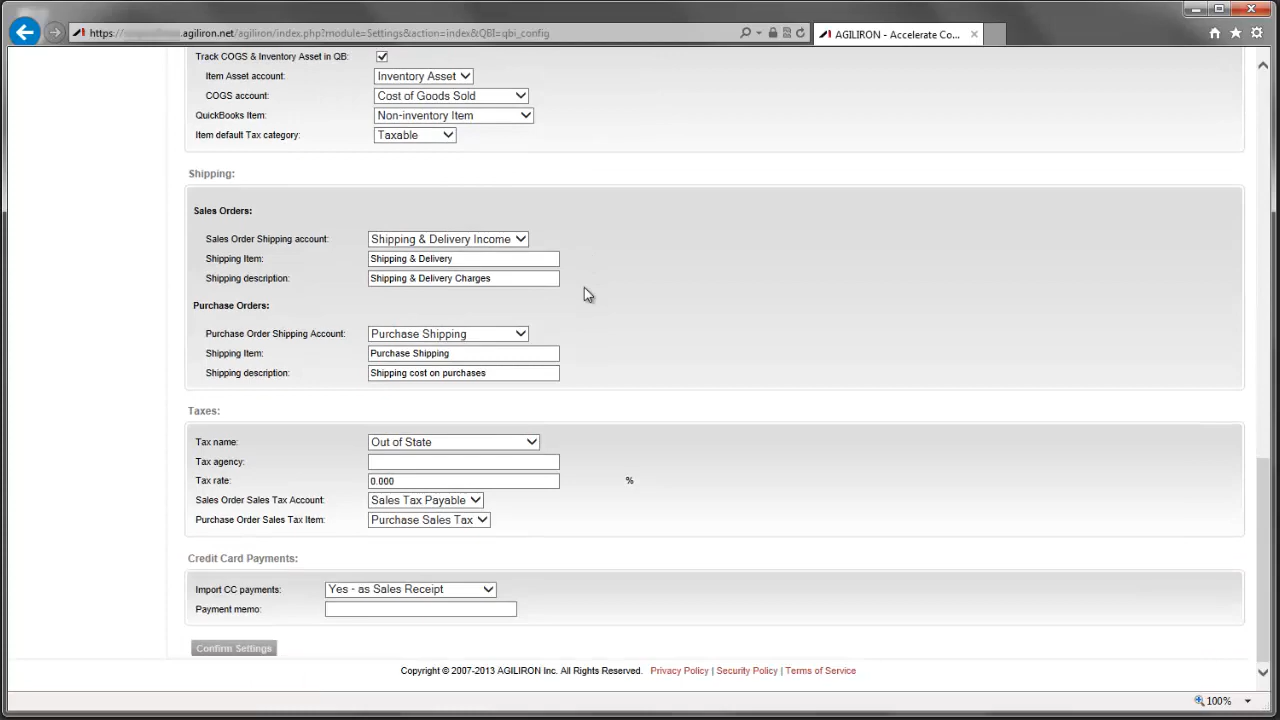 https://.agiliron.net/agiliron/index.php?module=Settings&action=index&QBI=qbi_config
AGILIRON - Accelerate Co...
Track COGS & Inventory Asset in QB:
Item Asset account: Inventory Asset
COGS account: Cost of Goods Sold
QuickBooks Item: Non-inventory Item
Item default Tax category: Taxable
Shipping:
Sales Orders:
Sales Order Shipping account: Shipping & Delivery Income
Shipping Item: Shipping & Delivery
Shipping description: Shipping & Delivery Charges
Purchase Orders:
Purchase Order Shipping Account: Purchase Shipping
Shipping Item: Purchase Shipping
Shipping description: Shipping cost on purchases
Taxes:
Tax name: Out of State
Tax agency:
Tax rate: 0.000 %
Sales Order Sales Tax Account: Sales Tax Payable
Purchase Order Sales Tax Item: Purchase Sales Tax
Credit Card Payments:
Import CC payments: Yes - as Sales Receipt
Payment memo:
Confirm Settings
Copyright © 2007-2013 AGILIRON Inc. All Rights Reserved. Privacy Policy | Security Policy | Terms of Service
100%